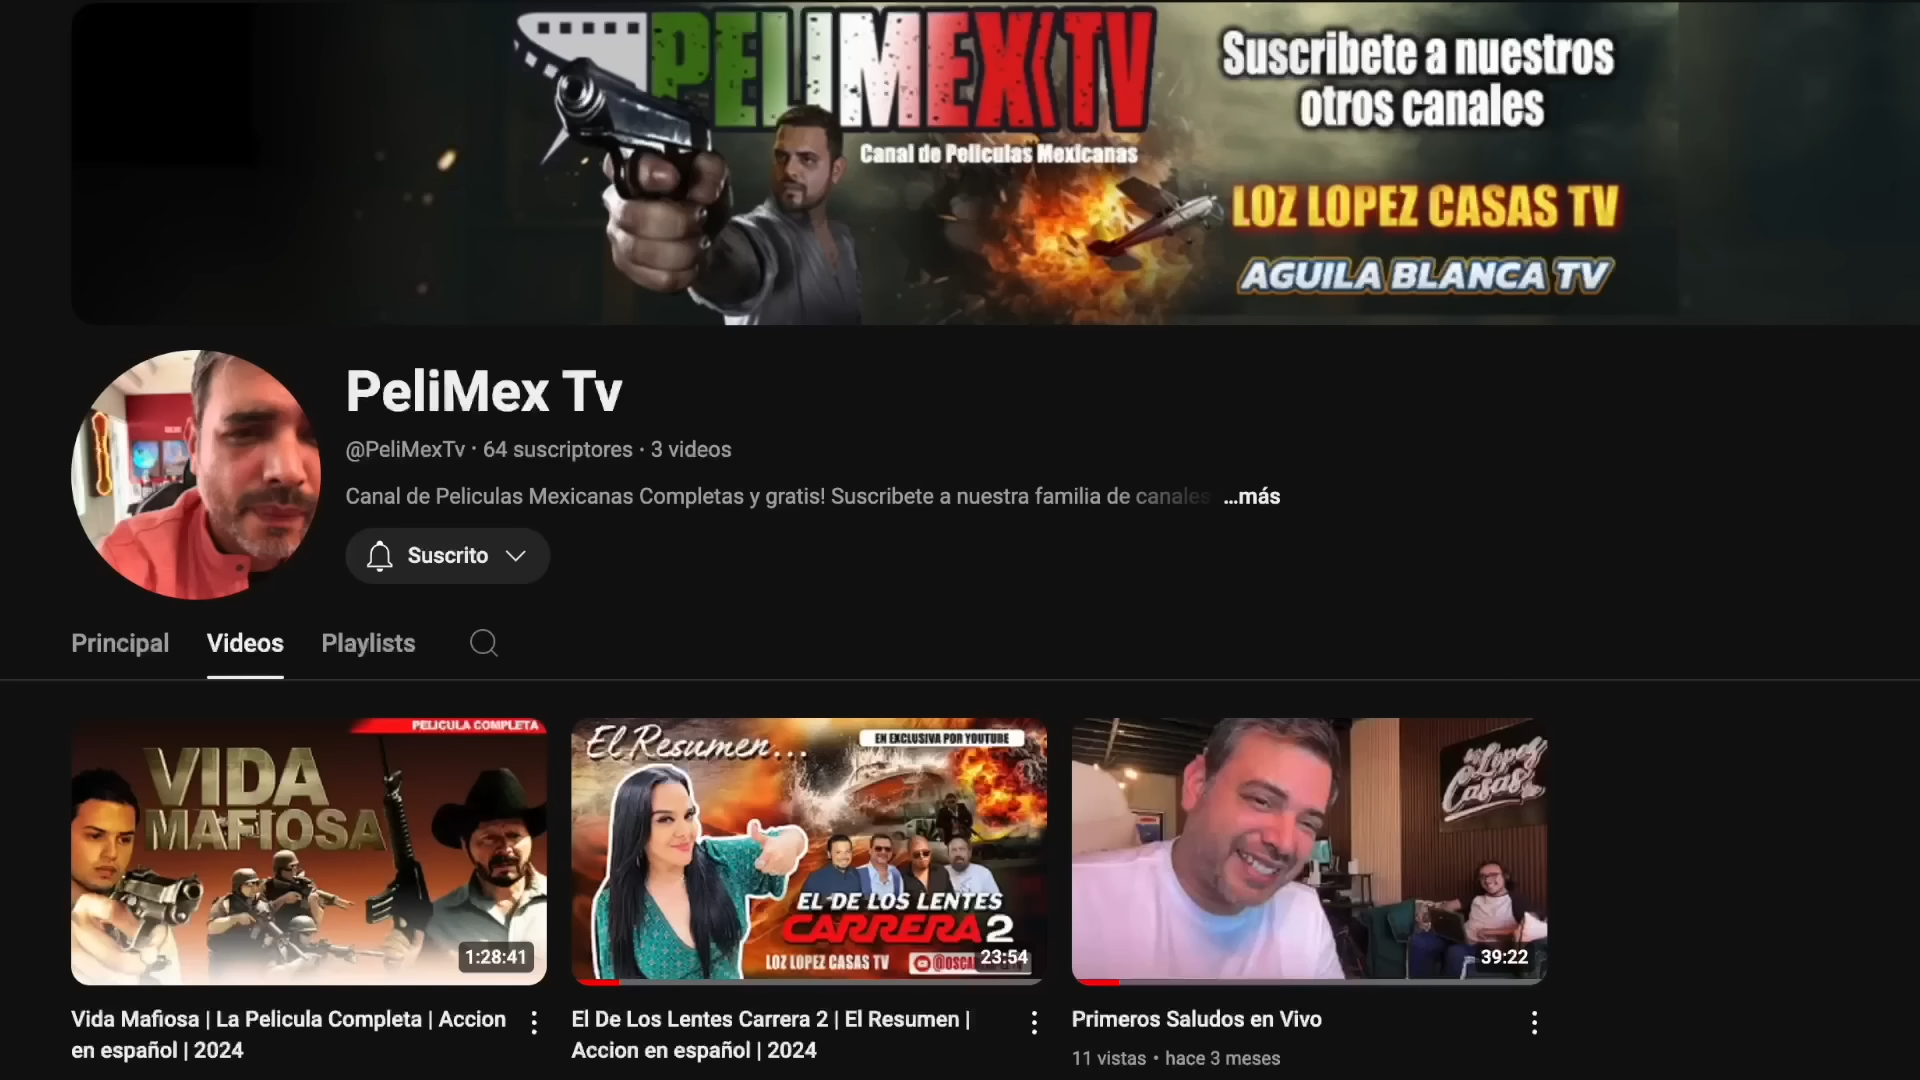 PELIMEX TV
Canal de Peliculas Mexicanas
Suscribete a nuestros
otros canales
LOZ LOPEZ CASAS TV
AGUILA BLANCA TV
PeliMex Tv
@PeliMexTv · 64 suscriptores · 3 videos
Canal de Peliculas Mexicanas Completas y gratis! Suscribete a nuestra familia de canales ...más
Suscrito
Principal Videos Playlists
PELICULA COMPLETA
VIDA
MAFIOSA
1:28:41
El Resumen...
EN EXCLUSIVA POR YOUTUBE
EL DE LOS LENTES
CARRERA 2
LOZ LOPEZ CASAS TV
23:54
Lopez
Casas
39:22
Vida Mafiosa | La Pelicula Completa | Accion
en español | 2024
El De Los Lentes Carrera 2 | El Resumen |
Accion en español | 2024
Primeros Saludos en Vivo
11 vistas • hace 3 meses